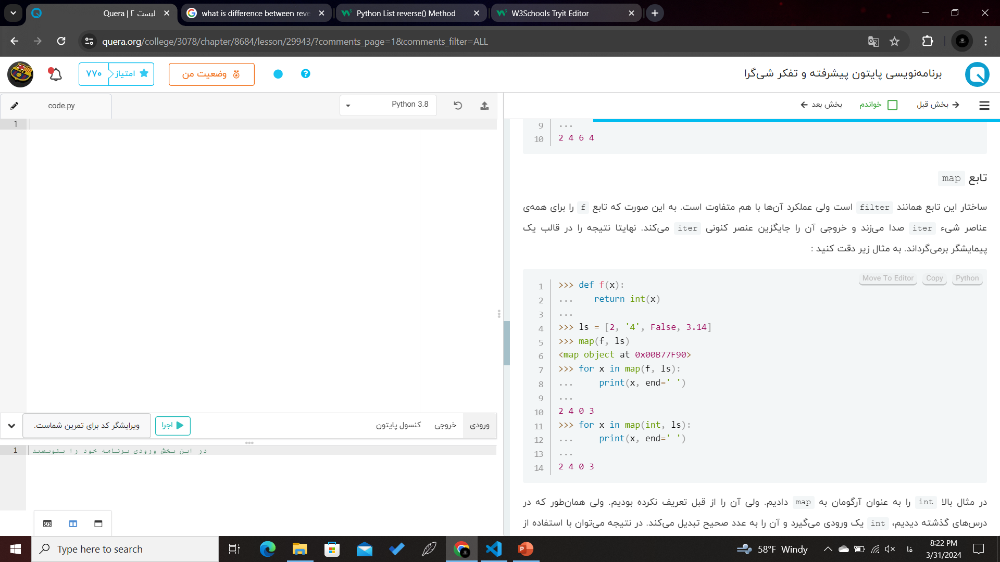 Quera | لیست ۲
what is difference between reve
Python List reverse() Method
W3Schools Tryit Editor
quera.org/college/3078/chapter/8684/lesson/29943/?comments_page=1&comments_filter=ALL
۷۷۰ امتیاز
وضعیت من
برنامه‌نویسی پایتون پیشرفته و تفکر شی‌گرا
code.py
Python 3.8
بخش قبل
خواندم
بخش بعد
1
9 ...
10 2 4 6 4
تابع map
ساختار این تابع همانند filter است ولی عملکرد آن‌ها با هم متفاوت است. به این صورت که تابع f را برای همه‌ی
عناصر شیء iter صدا می‌زند و خروجی آن را جایگزین عنصر کنونی iter می‌کند. نهایتا نتیجه را در قالب یک
پیمایشگر برمی‌گرداند. به مثال زیر دقت کنید :
Move To Editor Copy Python
1 >>> def f(x):
2 ... return int(x)
3 ...
4 >>> ls = [2, '4', False, 3.14]
5 >>> map(f, ls)
6 <map object at 0x00B77F90>
7 >>> for x in map(f, ls):
8 ... print(x, end=' ')
9 ...
10 2 4 0 3
11 >>> for x in map(int, ls):
12 ... print(x, end=' ')
13 ...
14 2 4 0 3
در مثال بالا int را به عنوان آرگومان به map دادیم. ولی آن را از قبل تعریف نکرده بودیم. ولی همان‌طور که در
درس‌های گذشته دیدیم، int یک ورودی می‌گیرد و آن را به عدد صحیح تبدیل می‌کند. در نتیجه می‌توان با استفاده از
ورودی
خروجی
کنسول پایتون
اجرا
ویرایشگر کد برای تمرین شماست.
1 در این بخش ورودی برنامه خود را بنویسید
Type here to search
58°F Windy
فا
8:22 PM
3/31/2024